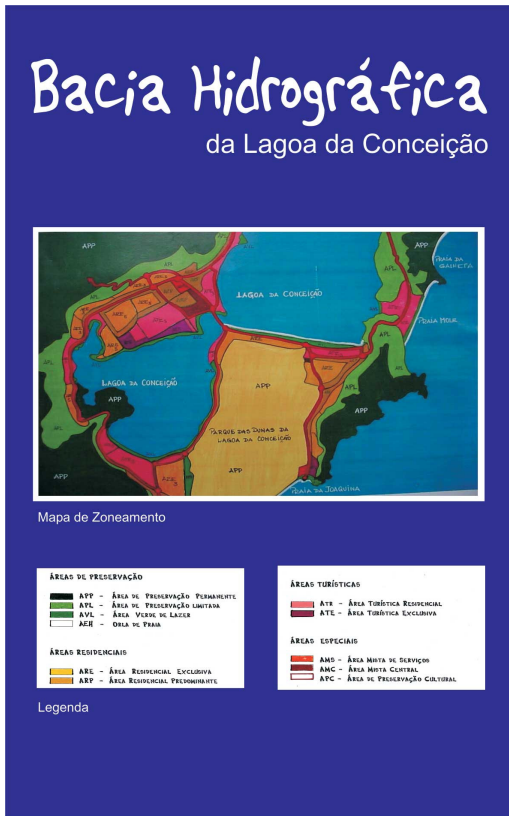 Bacia Hidrográfica
da Lagoa da Conceição
APP
APP
PRAIA DA
GALHETA
APL
LAGOA DA CONCEIÇÃO
PRAIA MOLE
APL
LAGOA DA CONCEIÇÃO
APP
APP
APL
APP
APL
PARQUE DAS DUNAS DA
LAGOA DA CONCEIÇÃO
APL
APP
APP
PRAIA DA JOAQUINA
Mapa de Zoneamento
ÁREAS DE PRESERVAÇÃO
APP - ÁREA DE PRESERVAÇÃO PERMANENTE
APL - ÁREA DE PRESERVAÇÃO LIMITADA
AVL - ÁREA VERDE DE LAZER
AEH - ORLA DE PRAIA
ÁREAS RESIDENCIAIS
ARE - ÁREA RESIDENCIAL EXCLUSIVA
ARP - ÁREA RESIDENCIAL PREDOMINANTE
ÁREAS TURÍSTICAS
ATR - ÁREA TURÍSTICA RESIDENCIAL
ATE - ÁREA TURÍSTICA EXCLUSIVA
ÁREAS ESPECIAIS
AMS - ÁREA MISTA DE SERVIÇOS
AMC - ÁREA MISTA CENTRAL
APC - ÁREA DE PRESERVAÇÃO CULTURAL
Legenda